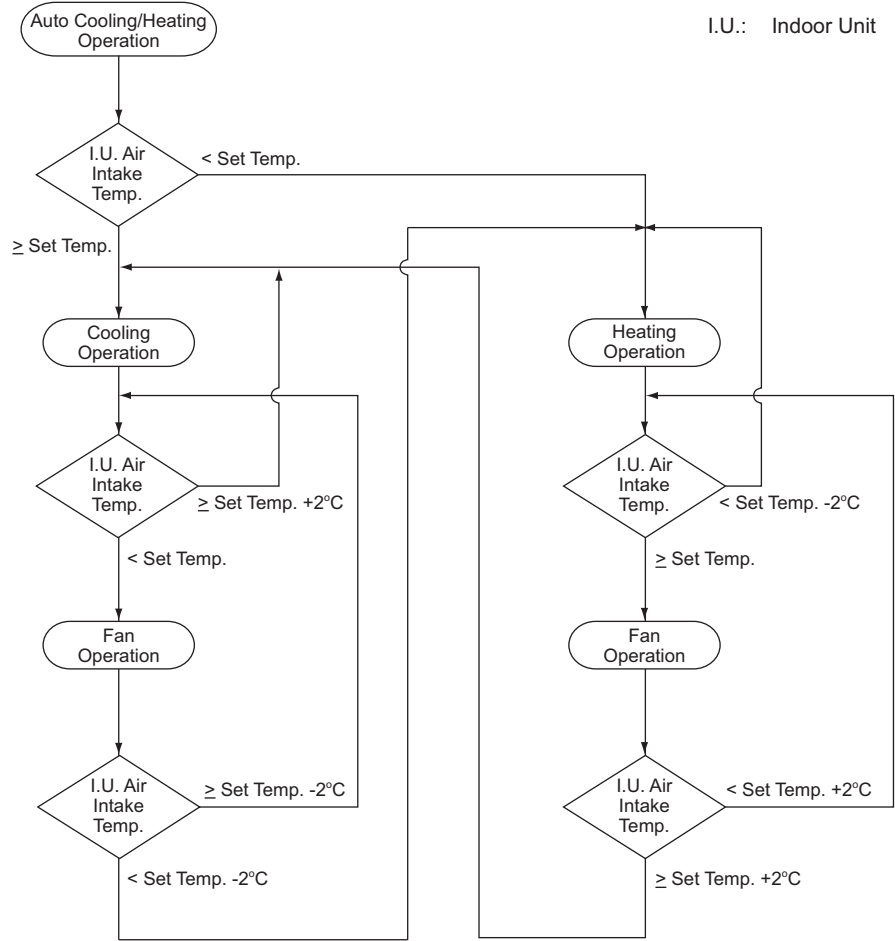 Auto Cooling/Heating
Operation
I.U.: Indoor Unit
I.U. Air
Intake
Temp.
< Set Temp.
≥ Set Temp.
Cooling
Operation
Heating
Operation
I.U. Air
Intake
Temp.
≥ Set Temp. +2°C
< Set Temp.
I.U. Air
Intake
Temp.
< Set Temp. -2°C
≥ Set Temp.
Fan
Operation
Fan
Operation
I.U. Air
Intake
Temp.
≥ Set Temp. -2°C
< Set Temp. -2°C
I.U. Air
Intake
Temp.
< Set Temp. +2°C
≥ Set Temp. +2°C